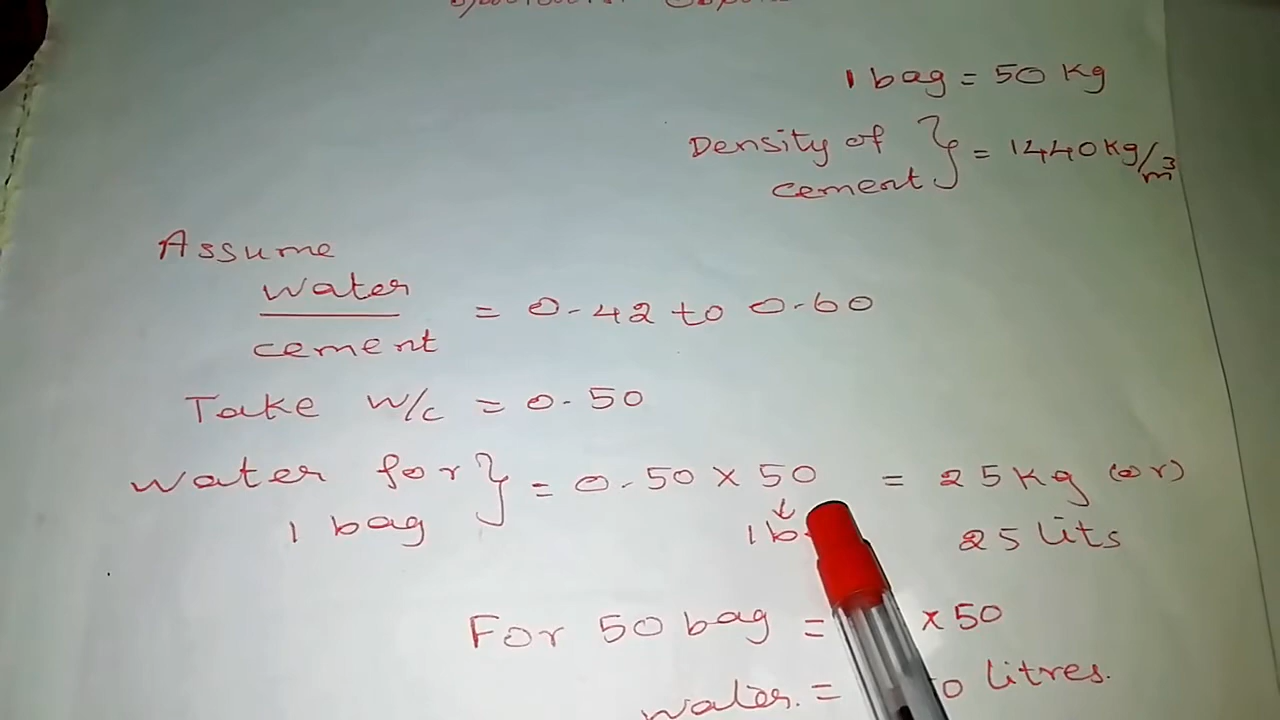 1 bag = 50 Kg
Density of cement } = 1440 Kg/m³
Assume
water
cement = 0.42 to 0.60
Take W/C = 0.50
water for 1 bag } = 0.50 × 50 = 25 Kg (or)
25 lits
For 50 bag = × 50
water. = litres.